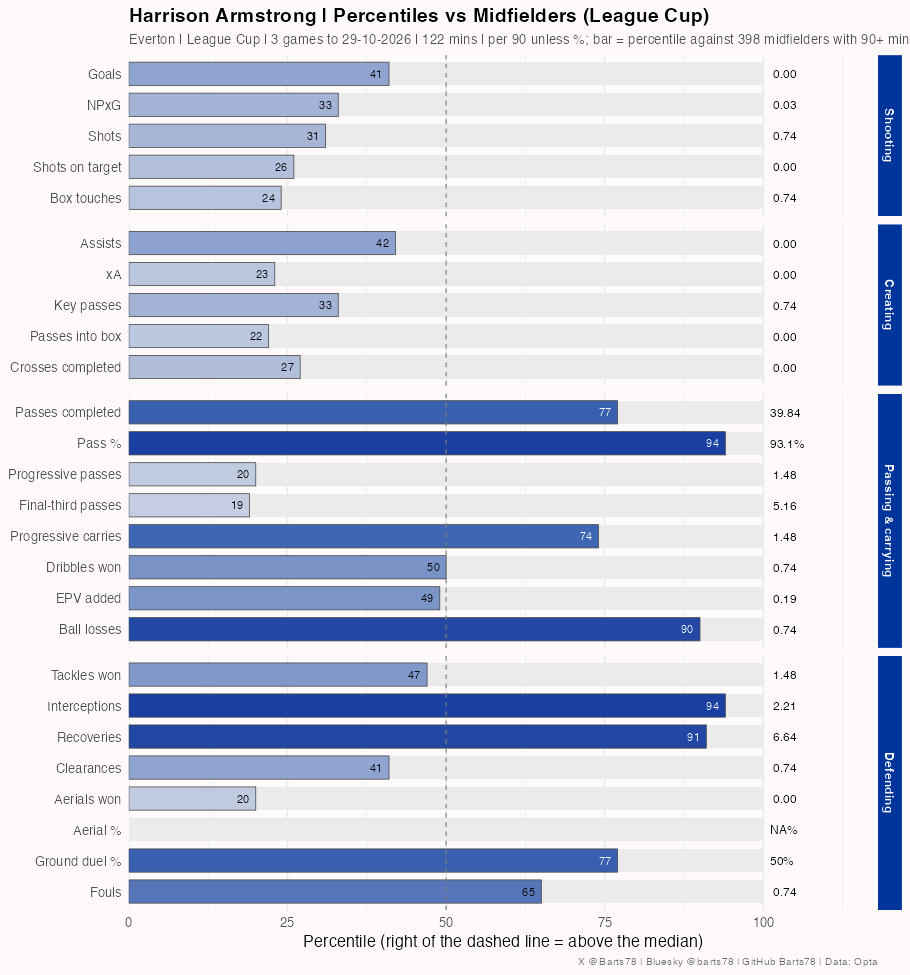 Harrison Armstrong | Percentiles vs Midfielders (League Cup)
Everton | League Cup | 3 games to 29-10-2026 | 122 mins | per 90 unless %; bar = percentile against 398 midfielders with 90+ min
Goals 41 0.00
NPxG 33 0.03
Shots 31 0.74
Shots on target 26 0.00
Box touches 24 0.74
Shooting
Assists 42 0.00
xA 23 0.00
Key passes 33 0.74
Passes into box 22 0.00
Crosses completed 27 0.00
Creating
Passes completed 77 39.84
Pass % 94 93.1%
Progressive passes 20 1.48
Final-third passes 19 5.16
Progressive carries 74 1.48
Dribbles won 50 0.74
EPV added 49 0.19
Ball losses 90 0.74
Passing & carrying
Tackles won 47 1.48
Interceptions 94 2.21
Recoveries 91 6.64
Clearances 41 0.74
Aerials won 20 0.00
Aerial % NA%
Ground duel % 77 50%
Fouls 65 0.74
Defending
0 25 50 75 100
Percentile (right of the dashed line = above the median)
X @Barts78 | Bluesky @barts78 | GitHub Barts78 | Data: Opta